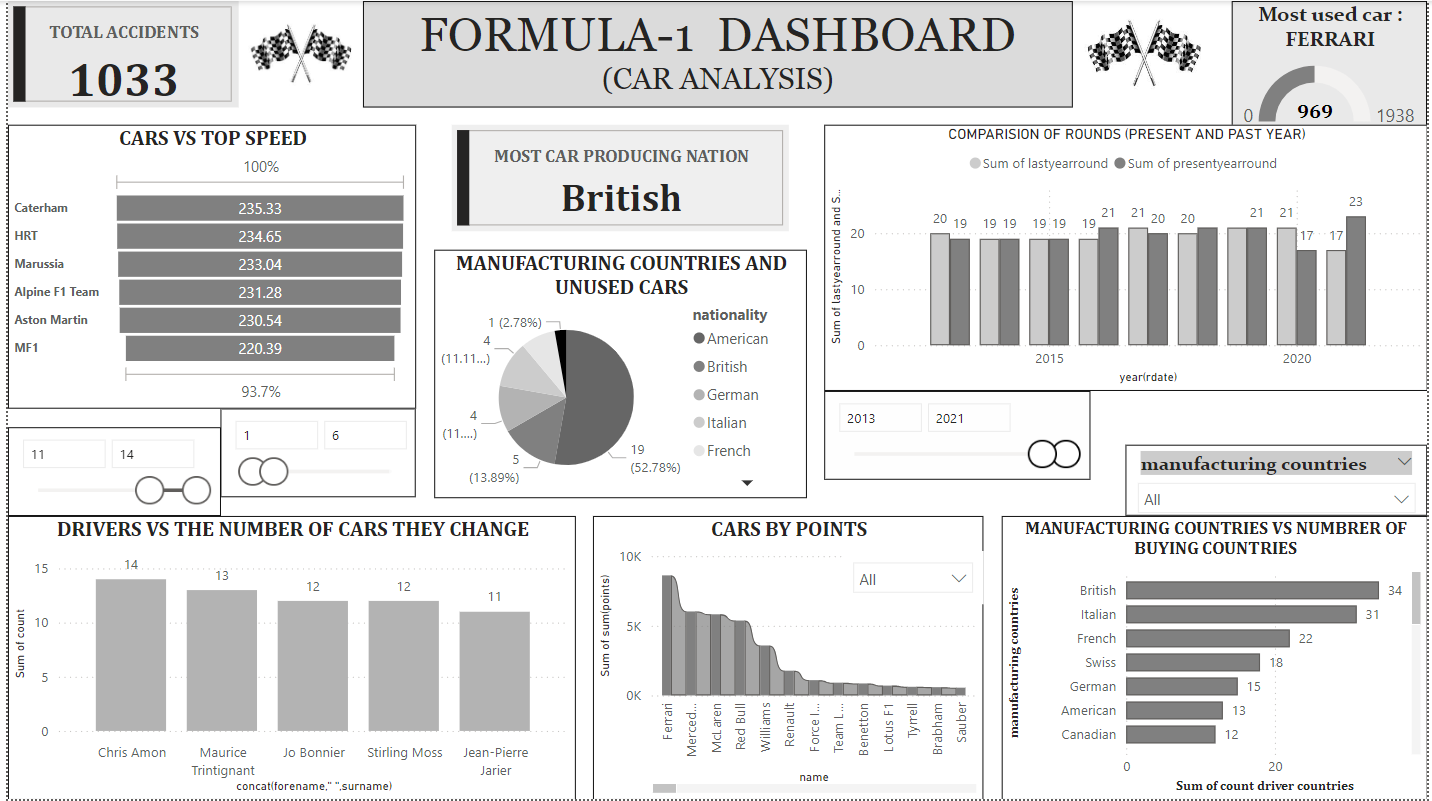 TOTAL ACCIDENTS
1033
FORMULA-1 DASHBOARD
(CAR ANALYSIS)
Most used car :
FERRARI
0
969
1938
CARS VS TOP SPEED
100%
Caterham 235.33
HRT 234.65
Marussia 233.04
Alpine F1 Team 231.28
Aston Martin 230.54
MF1 220.39
93.7%
MOST CAR PRODUCING NATION
British
COMPARISION OF ROUNDS (PRESENT AND PAST YEAR)
Sum of lastyearround Sum of presentyearround
Sum of lastyearround and S...
20
10
0
20 19 19 19 19 19 19 21 21 20 20 21 21 17 17 23
2015 2020
year(rdate)
MANUFACTURING COUNTRIES AND
UNUSED CARS
1 (2.78%)
4
(11.11...)
4
(11....)
5
(13.89%)
19
(52.78%)
nationality
American
British
German
Italian
French
11 14
1 6
2013 2021
manufacturing countries
All
DRIVERS VS THE NUMBER OF CARS THEY CHANGE
Sum of count
15
10
5
0
14 13 12 12 11
Chris Amon Maurice Jo Bonnier Stirling Moss Jean-Pierre
Trintignant Jarier
concat(forename," ",surname)
CARS BY POINTS
All
Sum of sum(points)
10K
5K
0K
Ferrari
Merced...
McLaren
Red Bull
Williams
Renault
Force I...
Team L...
Benetton
Lotus F1
Tyrrell
Brabham
Sauber
name
MANUFACTURING COUNTRIES VS NUMBRER OF
BUYING COUNTRIES
manufacturing countries
British 34
Italian 31
French 22
Swiss 18
German 15
American 13
Canadian 12
0 20
Sum of count driver countries